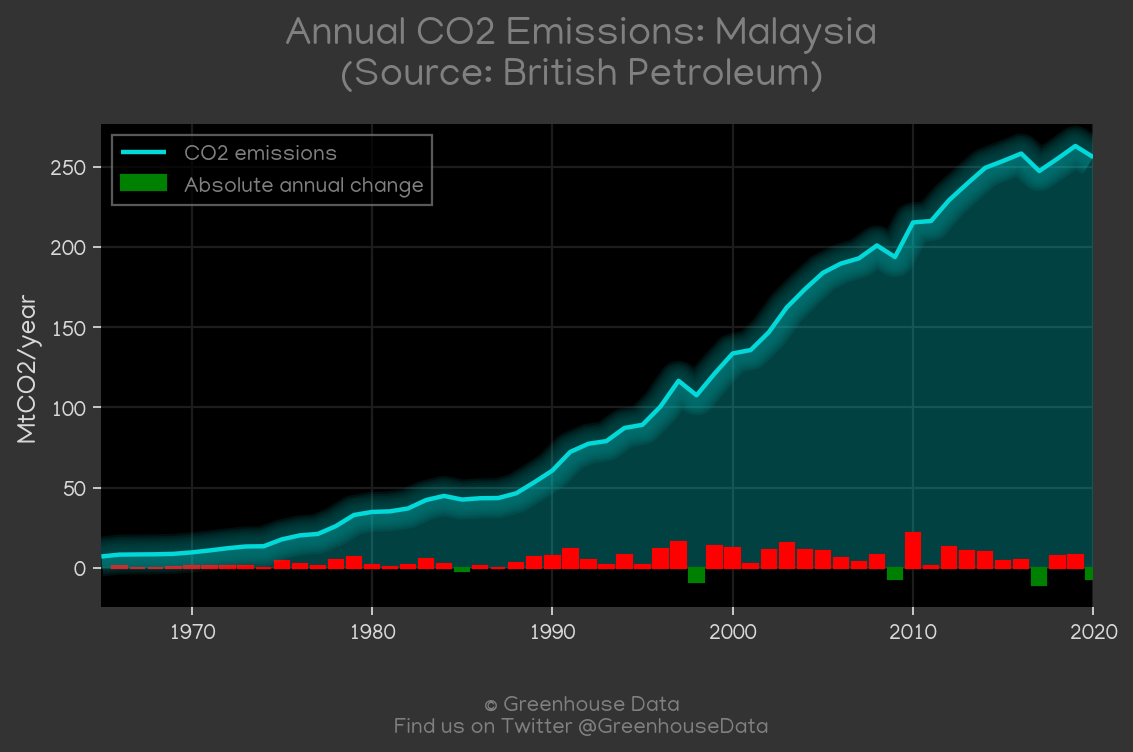 Annual CO2 Emissions: Malaysia
(Source: British Petroleum)
CO2 emissions
Absolute annual change
MtCO2/year
250
200
150
100
50
0
1970 1980 1990 2000 2010 2020
© Greenhouse Data
Find us on Twitter @GreenhouseData